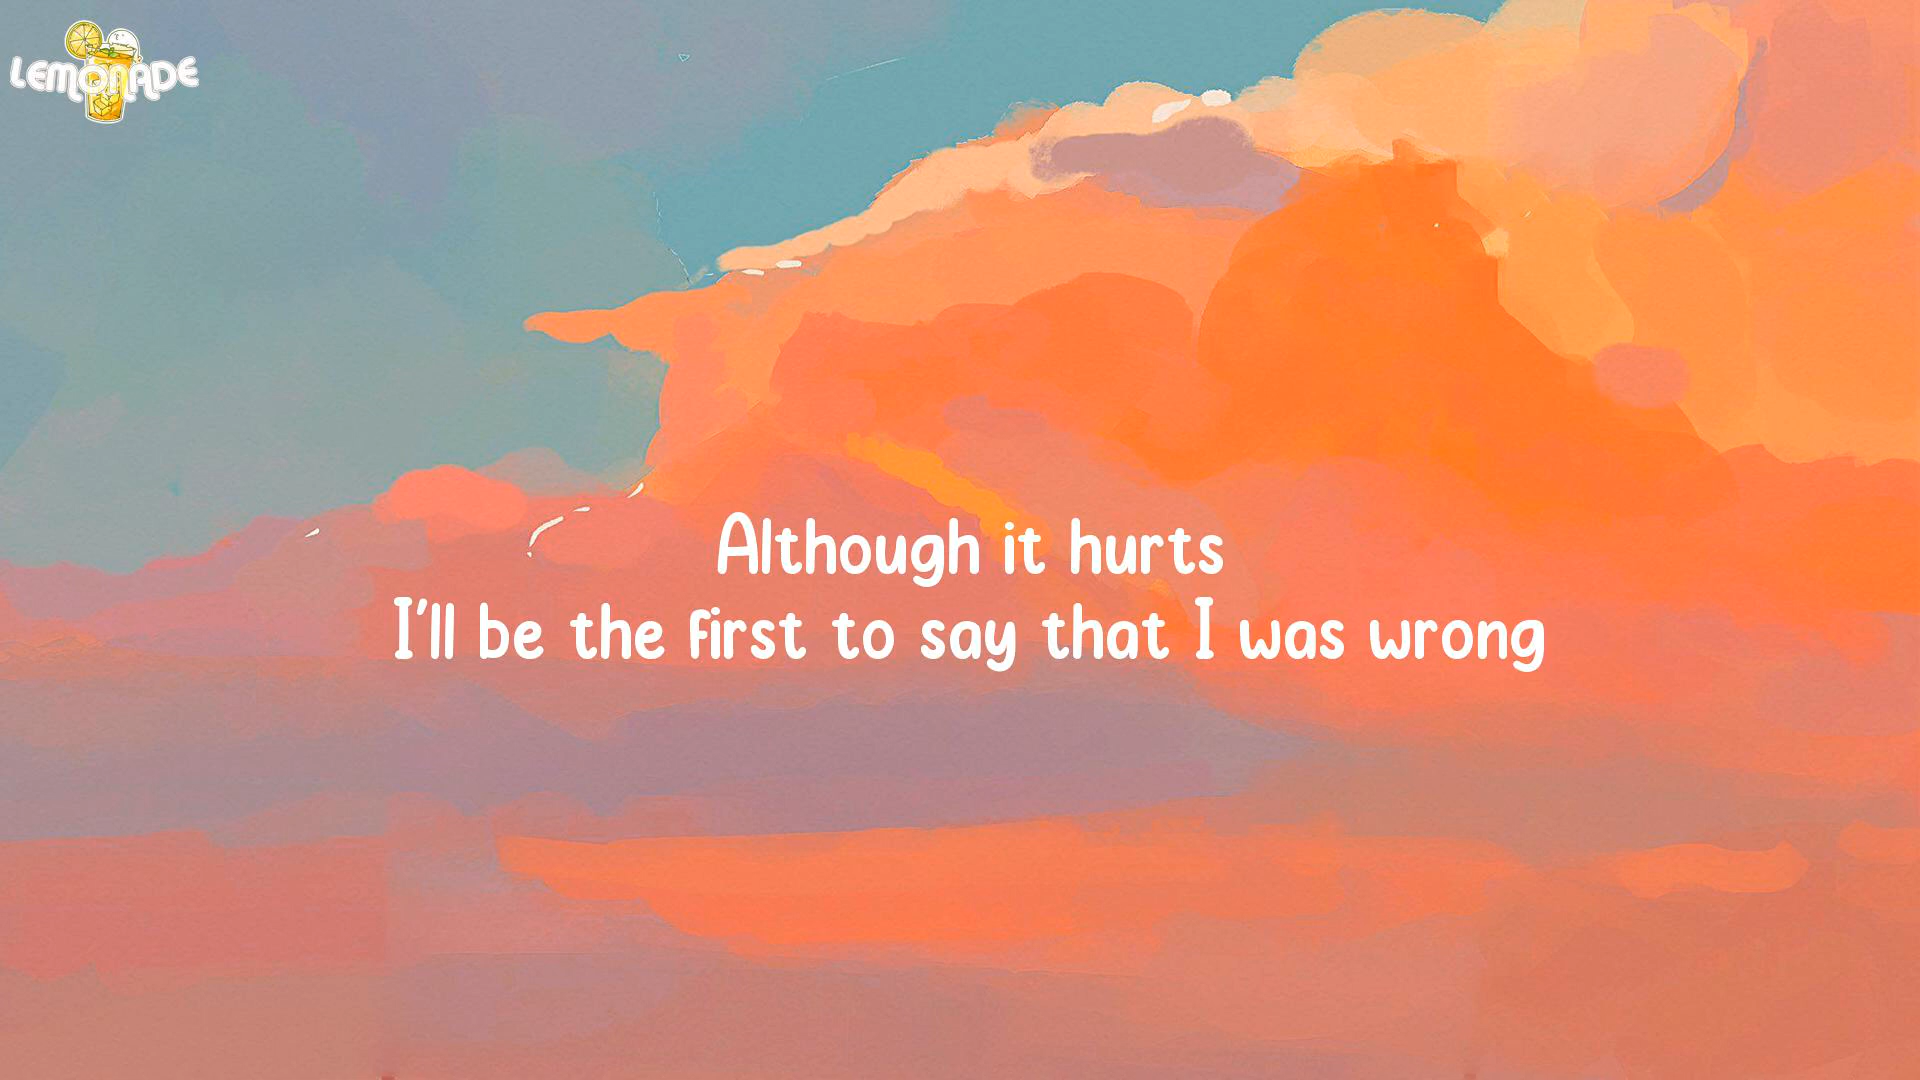 LEMONADE
Although it hurts
I'll be the first to say that I was wrong